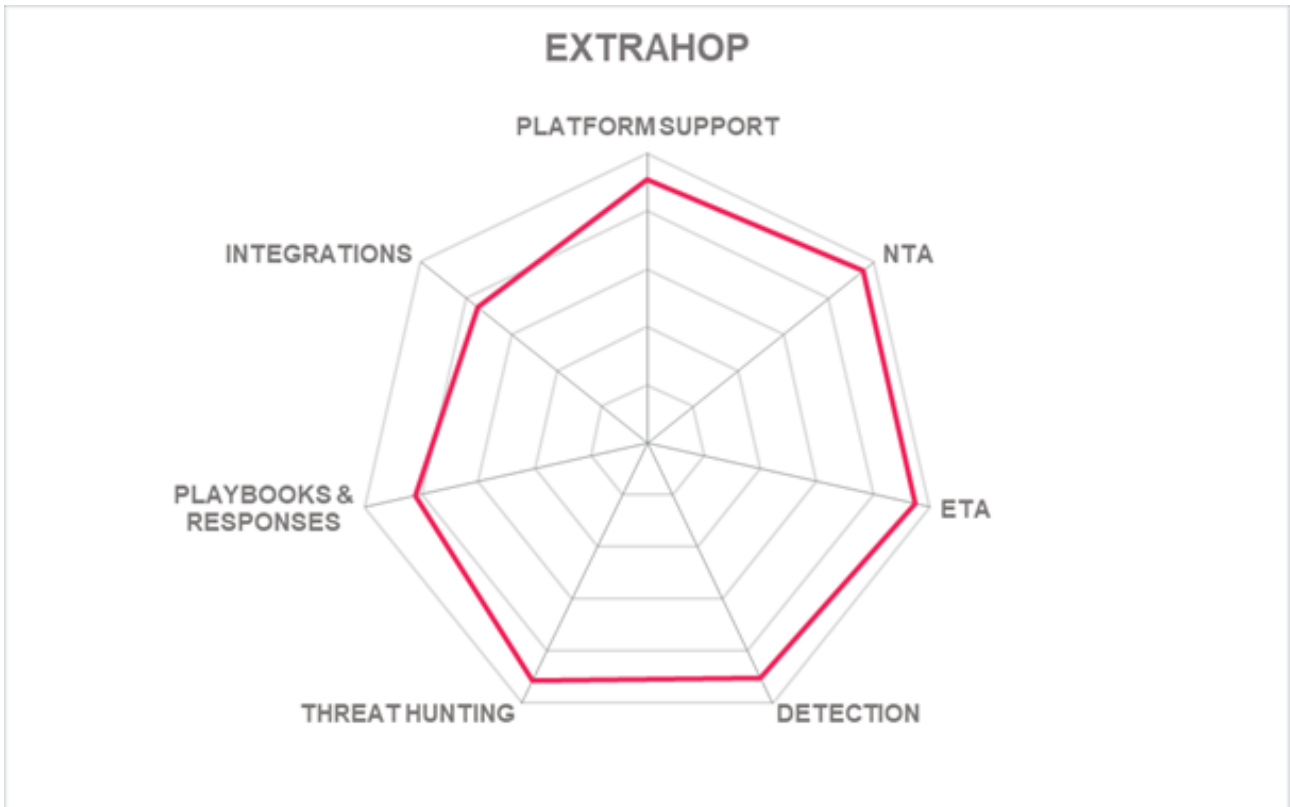 EXTRAHOP
PLATFORM SUPPORT
INTEGRATIONS
NTA
PLAYBOOKS &
RESPONSES
ETA
THREAT HUNTING
DETECTION